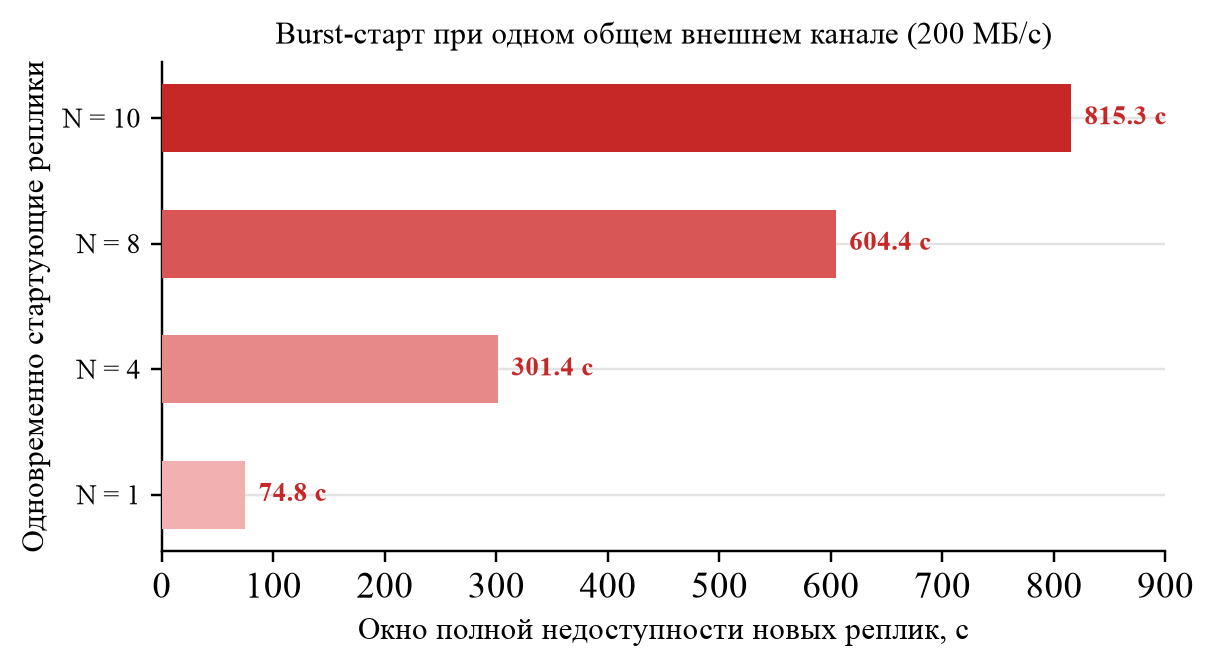 Burst-старт при одном общем внешнем канале (200 МБ/с)
Одновременно стартующие реплики
N = 10
815.3 с
N = 8
604.4 с
N = 4
301.4 с
N = 1
74.8 с
0 100 200 300 400 500 600 700 800 900
Окно полной недоступности новых реплик, с